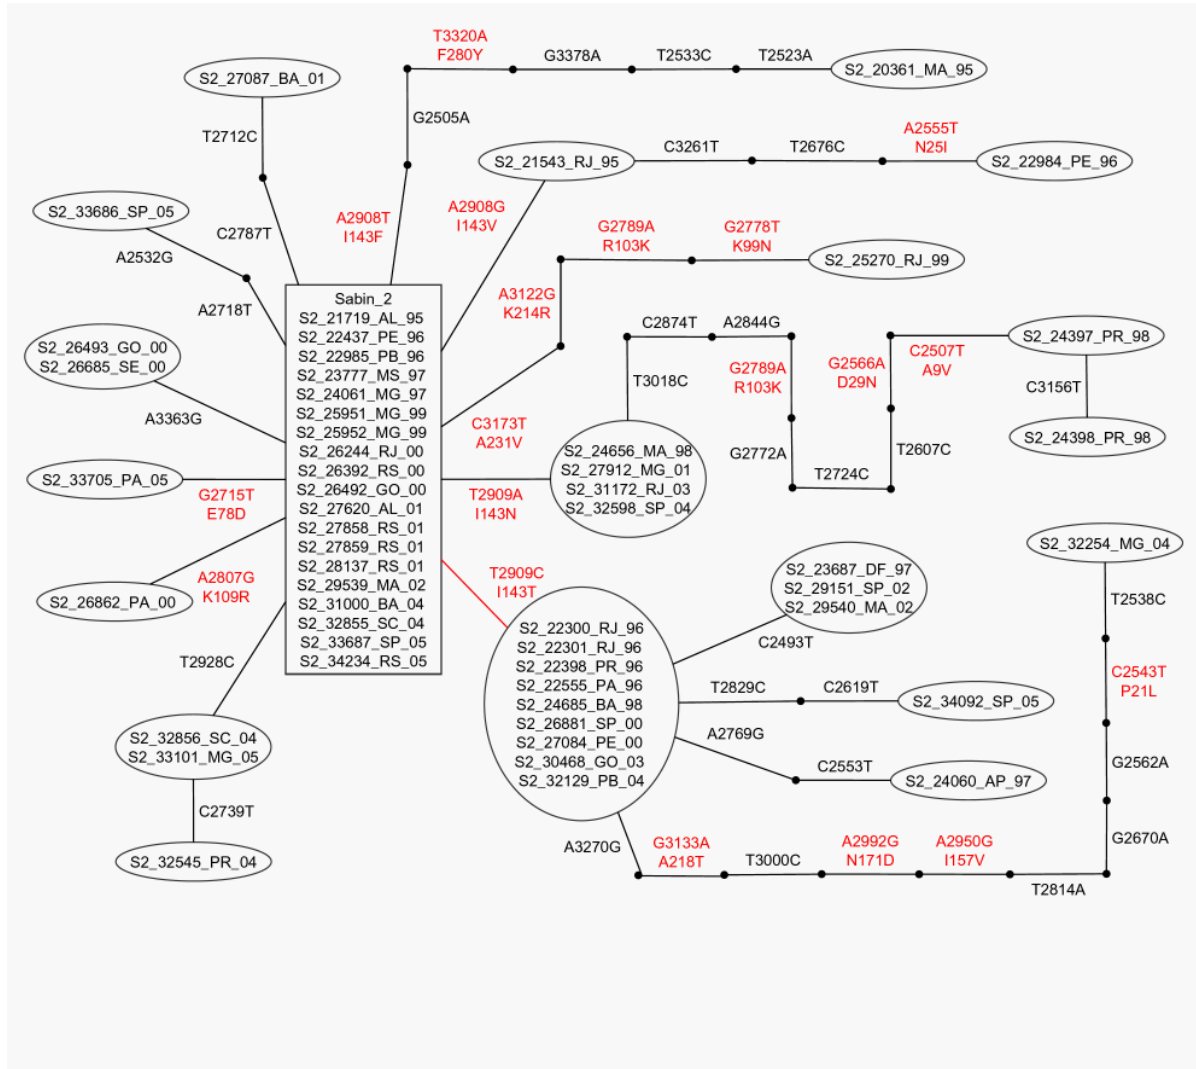 T3320A
F280Y
G3378A
T2533C
T2523A
S2_20361_MA_95
S2_27087_BA_01
G2505A
T2712C
A2555T
N25I
C3261T
T2676C
S2_21543_RJ_95
S2_22984_PE_96
S2_33686_SP_05
C2787T
A2908T
I143F
A2908G
I143V
G2789A
R103K
G2778T
K99N
A2532G
S2_25270_RJ_99
A2718T
A3122G
K214R
Sabin_2
S2_21719_AL_95
S2_22437_PE_96
S2_22985_PB_96
S2_23777_MS_97
S2_24061_MG_97
S2_25951_MG_99
S2_25952_MG_99
S2_26244_RJ_00
S2_26392_RS_00
S2_26492_GO_00
S2_27620_AL_01
S2_27858_RS_01
S2_27859_RS_01
S2_28137_RS_01
S2_29539_MA_02
S2_31000_BA_04
S2_32855_SC_04
S2_33687_SP_05
S2_34234_RS_05
S2_26493_GO_00
S2_26685_SE_00
A3363G
C2874T
A2844G
T3018C
G2789A
R103K
G2566A
D29N
C2507T
A9V
S2_24397_PR_98
C3156T
S2_24398_PR_98
C3173T
A231V
G2772A
T2724C
T2607C
S2_24656_MA_98
S2_27912_MG_01
S2_31172_RJ_03
S2_32598_SP_04
S2_33705_PA_05
G2715T
E78D
T2909A
I143N
A2807G
K109R
S2_26862_PA_00
T2909C
I143T
S2_23687_DF_97
S2_29151_SP_02
S2_29540_MA_02
C2493T
S2_32254_MG_04
T2538C
C2543T
P21L
G2562A
G2670A
S2_22300_RJ_96
S2_22301_RJ_96
S2_22398_PR_96
S2_22555_PA_96
S2_24685_BA_98
S2_26881_SP_00
S2_27084_PE_00
S2_30468_GO_03
S2_32129_PB_04
T2829C
C2619T
S2_34092_SP_05
A2769G
C2553T
S2_24060_AP_97
T2928C
S2_32856_SC_04
S2_33101_MG_05
C2739T
S2_32545_PR_04
A3270G
G3133A
A218T
T3000C
A2992G
N171D
A2950G
I157V
T2814A